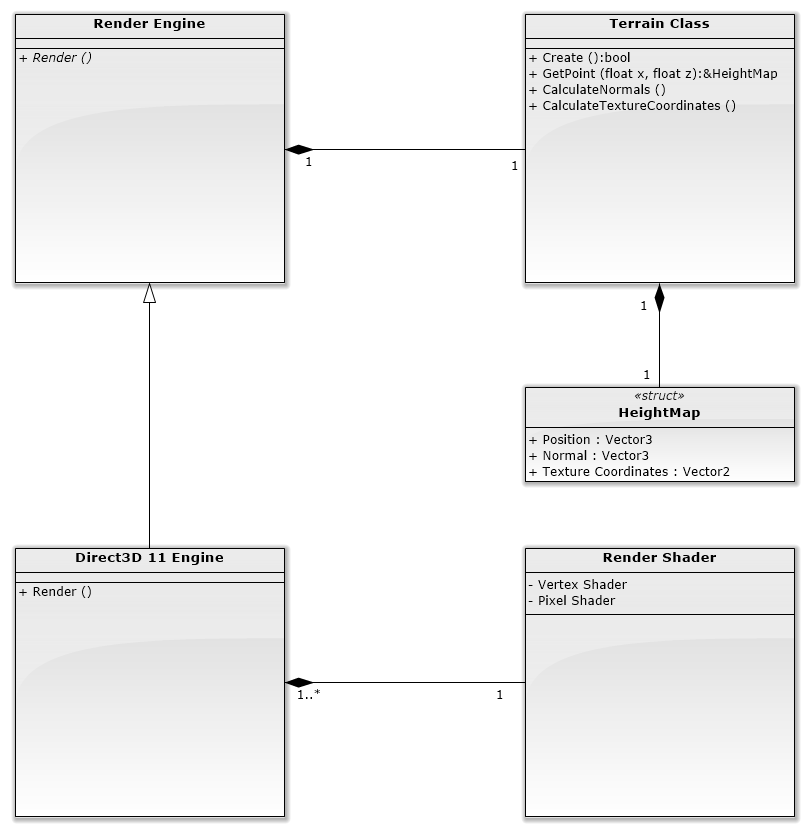 Render Engine
+ Render ()
1
1
Terrain Class
+ Create ():bool
+ GetPoint (float x, float z):&HeightMap
+ CalculateNormals ()
+ CalculateTextureCoordinates ()
1
1
«struct»
HeightMap
+ Position : Vector3
+ Normal : Vector3
+ Texture Coordinates : Vector2
Direct3D 11 Engine
+ Render ()
1..*
1
Render Shader
- Vertex Shader
- Pixel Shader